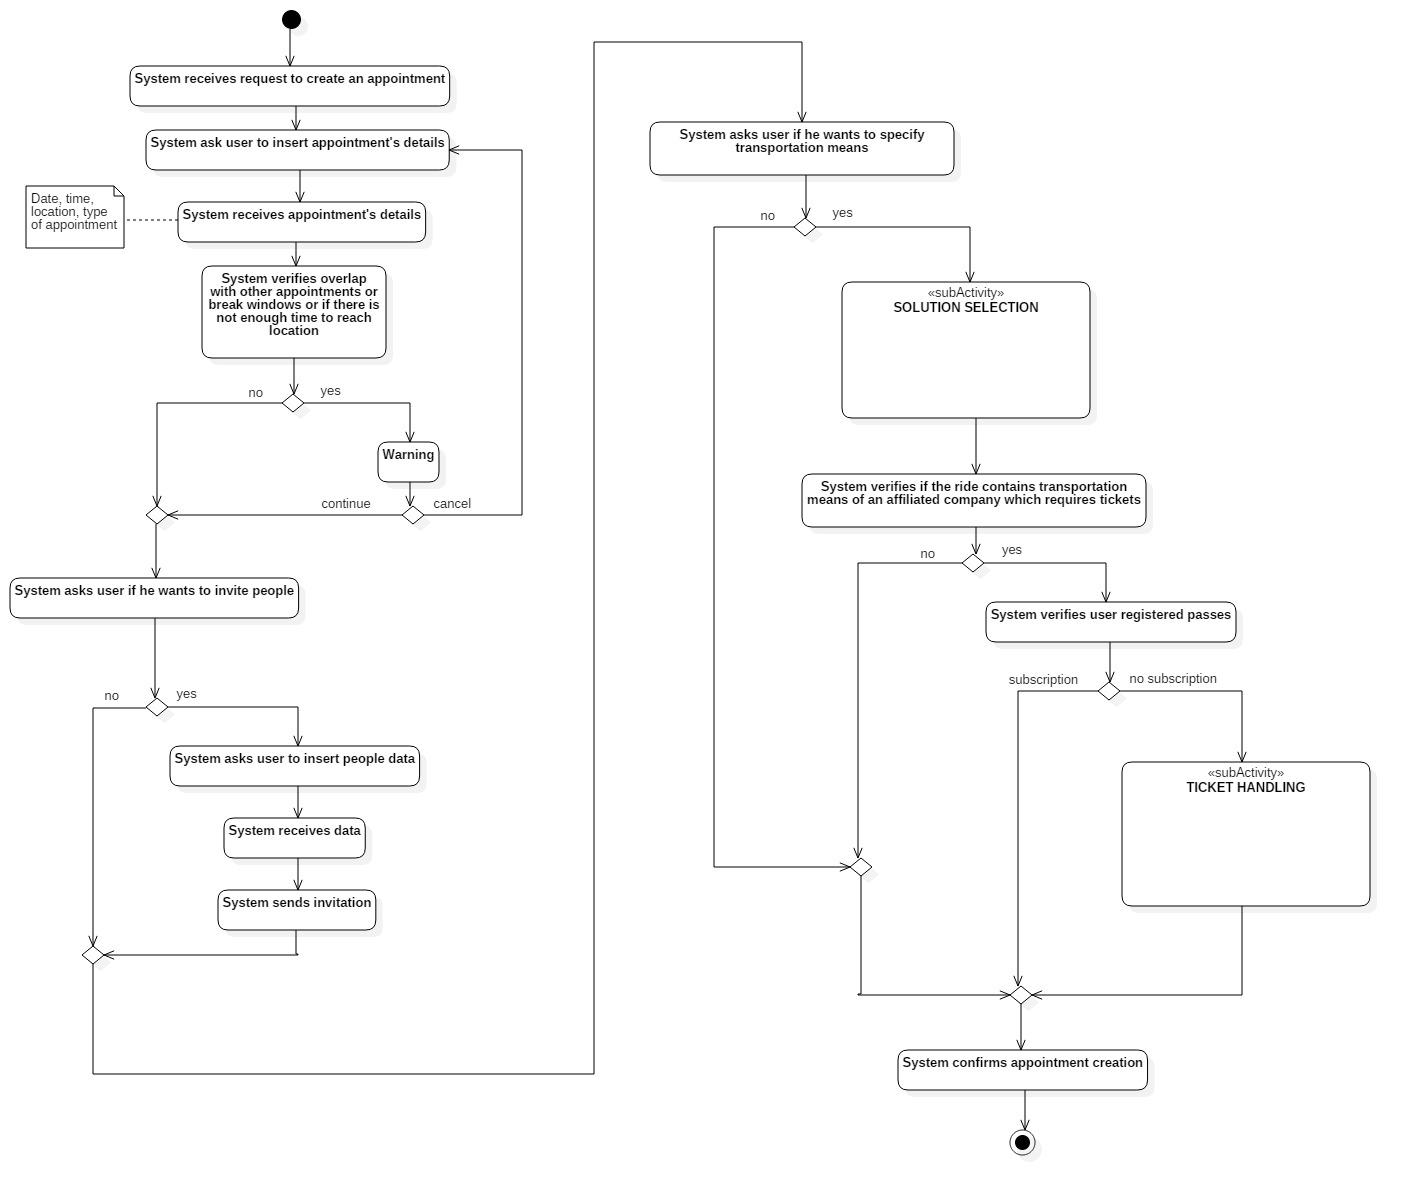 System receives request to create an appointment
System ask user to insert appointment's details
Date, time,
location, type
of appointment
System receives appointment's details
System verifies overlap
with other appointments or
break windows or if there is
not enough time to reach
location
no
yes
Warning
continue
cancel
System asks user if he wants to invite people
no
yes
System asks user to insert people data
System receives data
System sends invitation
System asks user if he wants to specify
transportation means
no
yes
«subActivity»
SOLUTION SELECTION
System verifies if the ride contains transportation
means of an affiliated company which requires tickets
no
yes
System verifies user registered passes
subscription
no subscription
«subActivity»
TICKET HANDLING
System confirms appointment creation